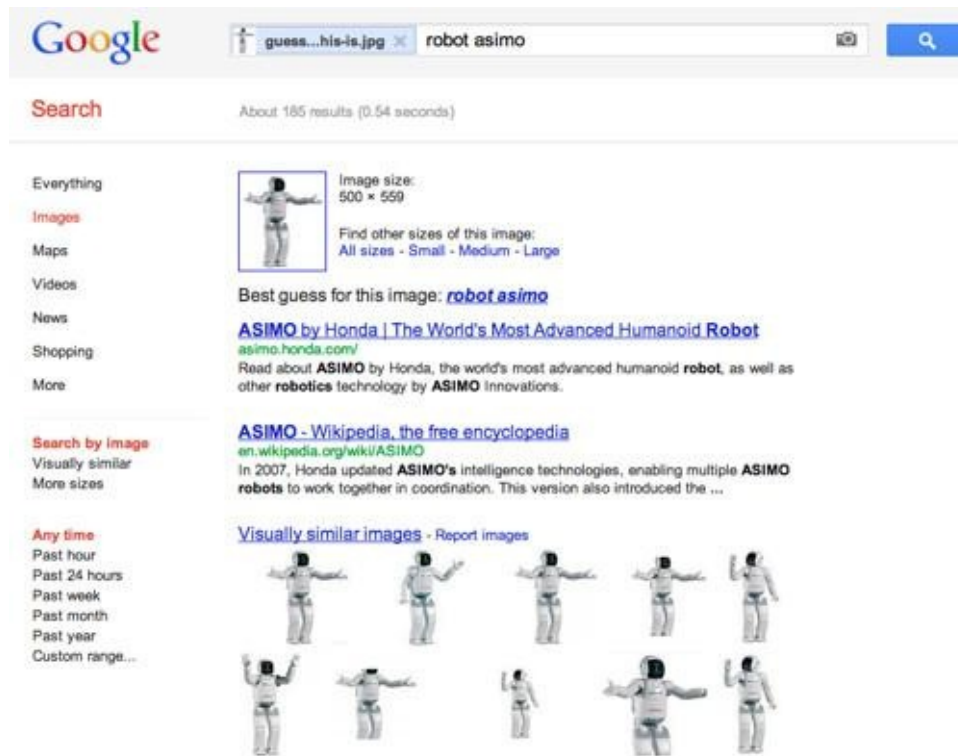 Google
guess...his-is.jpg × robot asimo
Search
About 185 results (0.54 seconds)
Everything
Images
Maps
Videos
News
Shopping
More
Search by image
Visually similar
More sizes
Any time
Past hour
Past 24 hours
Past week
Past month
Past year
Custom range...
Image size:
500 × 559
Find other sizes of this image:
All sizes - Small - Medium - Large
Best guess for this image: robot asimo
ASIMO by Honda | The World's Most Advanced Humanoid Robot
asimo.honda.com/
Read about ASIMO by Honda, the world's most advanced humanoid robot, as well as
other robotics technology by ASIMO Innovations.
ASIMO - Wikipedia, the free encyclopedia
en.wikipedia.org/wiki/ASIMO
In 2007, Honda updated ASIMO's intelligence technologies, enabling multiple ASIMO
robots to work together in coordination. This version also introduced the ...
Visually similar images - Report images